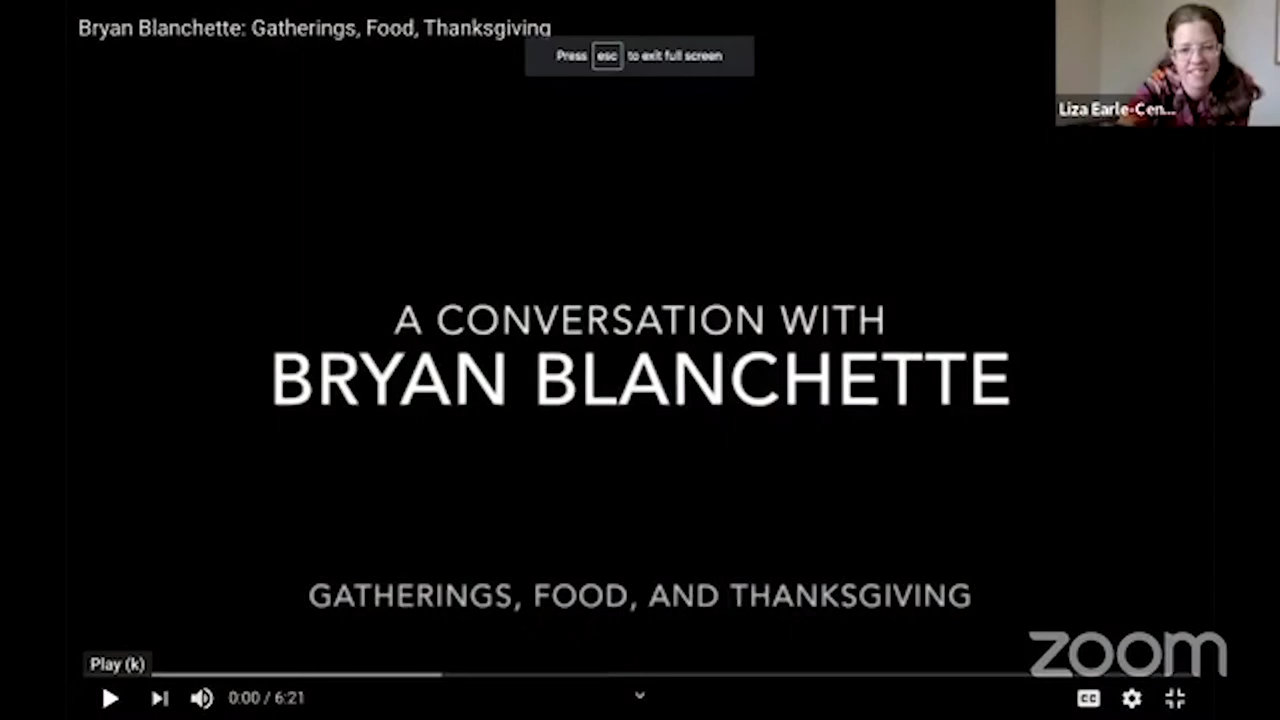 Bryan Blanchette: Gatherings, Food, Thanksgiving
Press esc to exit full screen
Liza Earle-Cen...
A CONVERSATION WITH
BRYAN BLANCHETTE
GATHERINGS, FOOD, AND THANKSGIVING
zoom
Play (k)
0:00 / 6:21
CC